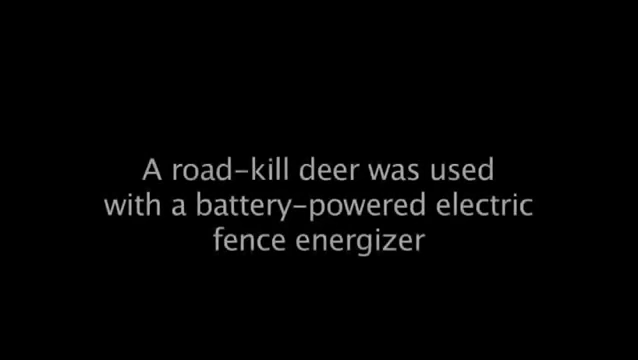 A road-kill deer was used
with a battery-powered electric
fence energizer